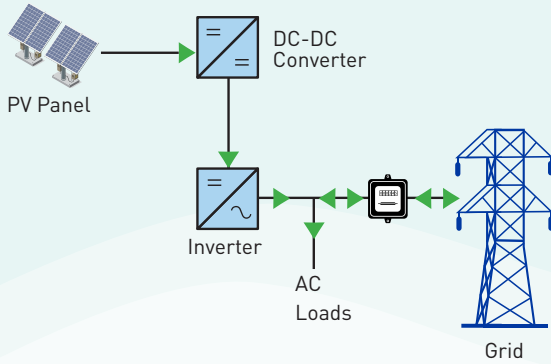 DC-DC
Converter
PV Panel
Inverter
AC
Loads
Grid